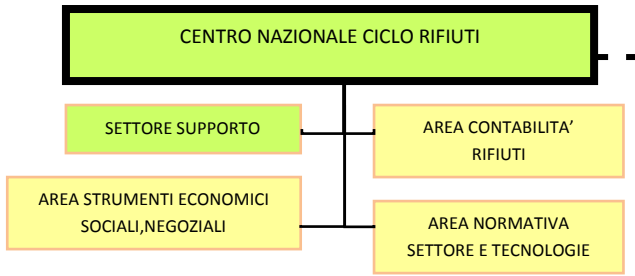 CENTRO NAZIONALE CICLO RIFIUTI
SETTORE SUPPORTO
AREA CONTABILITA’
RIFIUTI
AREA STRUMENTI ECONOMICI
SOCIALI,NEGOZIALI
AREA NORMATIVA
SETTORE E TECNOLOGIE